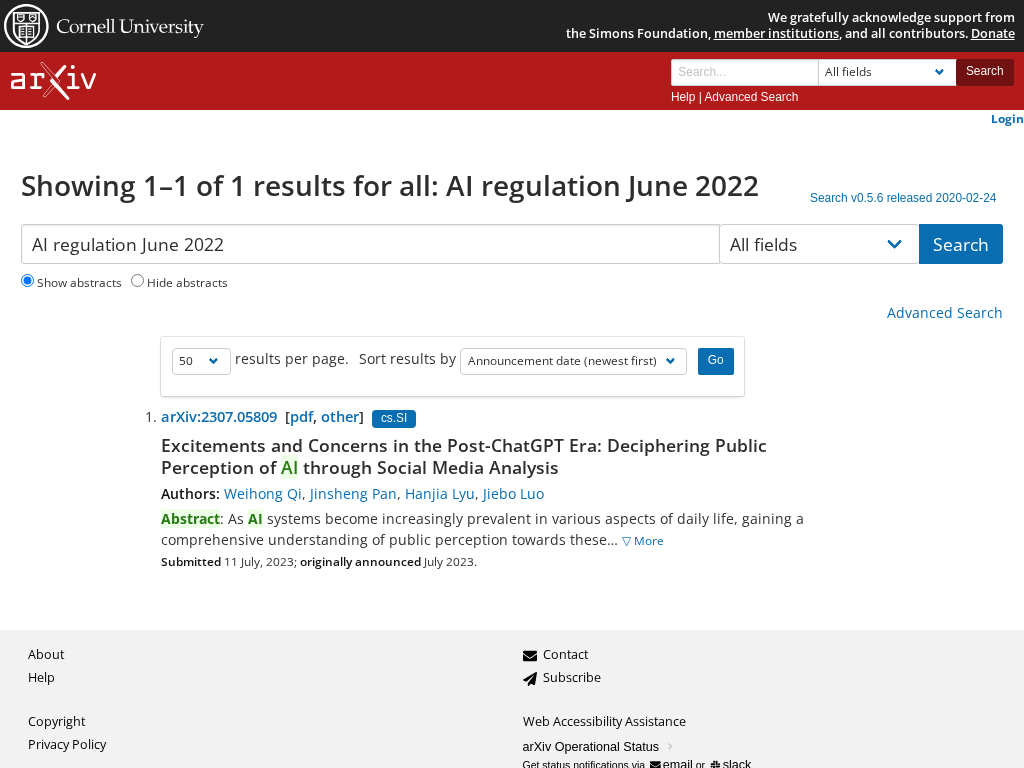 Cornell University
We gratefully acknowledge support from
the Simons Foundation, member institutions, and all contributors. Donate
arXiv
Search...
All fields
Search
Help | Advanced Search
Login
Showing 1–1 of 1 results for all: AI regulation June 2022
Search v0.5.6 released 2020-02-24
AI regulation June 2022
All fields
Search
Show abstracts
Hide abstracts
Advanced Search
50 results per page. Sort results by Announcement date (newest first) Go
1. arXiv:2307.05809 [pdf, other] cs.SI
Excitements and Concerns in the Post-ChatGPT Era: Deciphering Public
Perception of AI through Social Media Analysis
Authors: Weihong Qi, Jinsheng Pan, Hanjia Lyu, Jiebo Luo
Abstract: As AI systems become increasingly prevalent in various aspects of daily life, gaining a
comprehensive understanding of public perception towards these… ▽ More
Submitted 11 July, 2023; originally announced July 2023.
About
Help
Contact
Subscribe
Copyright
Privacy Policy
Web Accessibility Assistance
arXiv Operational Status
Get status notifications via email or slack